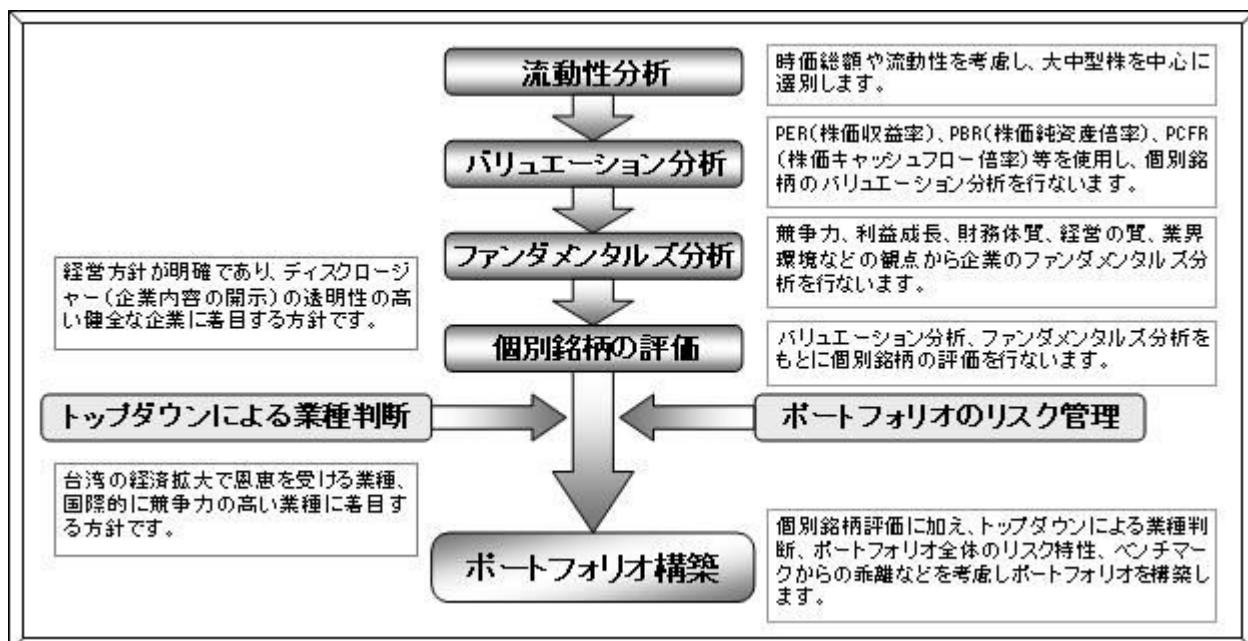 流動性分析
時価総額や流動性を考慮し、大中型株を中心に
選別します。
バリュエーション分析
PER(株価収益率)、PBR(株価純資産倍率)、PCFR
(株価キャッシュフロー倍率)等を使用し、個別銘
柄のバリュエーション分析を行ないます。
ファンダメンタルズ分析
競争力、利益成長、財務体質、経営の質、業界
環境などの観点から企業のファンダメンタルズ分
析を行ないます。
経営方針が明確であり、ディスクロージ
ャー(企業内容の開示)の透明性の高
い健全な企業に着目する方針です。
個別銘柄の評価
バリュエーション分析、ファンダメンタルズ分析を
もとに個別銘柄の評価を行ないます。
トップダウンによる業種判断
ポートフォリオのリスク管理
台湾の経済拡大で恩恵を受ける業種、
国際的に競争力の高い業種に着目す
る方針です。
ポートフォリオ構築
個別銘柄評価に加え、トップダウンによる業種判
断、ポートフォリオ全体のリスク特性、ベンチマー
クからの乖離などを考慮しポートフォリオを構築し
ます。